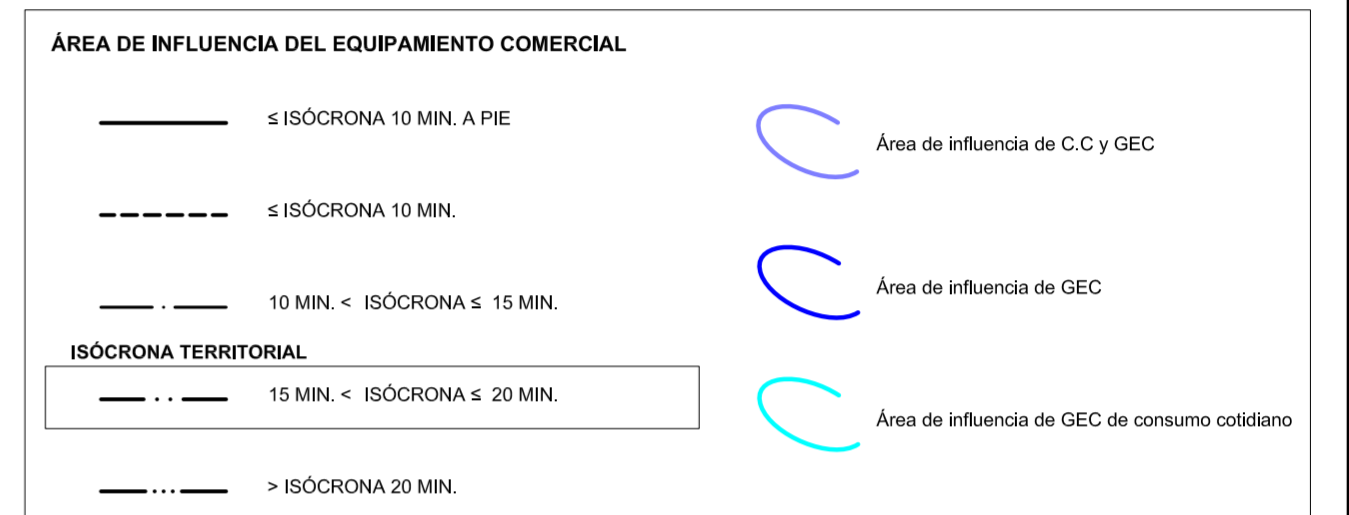 ÁREA DE INFLUENCIA DEL EQUIPAMIENTO COMERCIAL
≤ ISÓCRONA 10 MIN. A PIE
≤ ISÓCRONA 10 MIN.
10 MIN. < ISÓCRONA ≤ 15 MIN.
ISÓCRONA TERRITORIAL
15 MIN. < ISÓCRONA ≤ 20 MIN.
> ISÓCRONA 20 MIN.
Área de influencia de C.C y GEC
Área de influencia de GEC
Área de influencia de GEC de consumo cotidiano